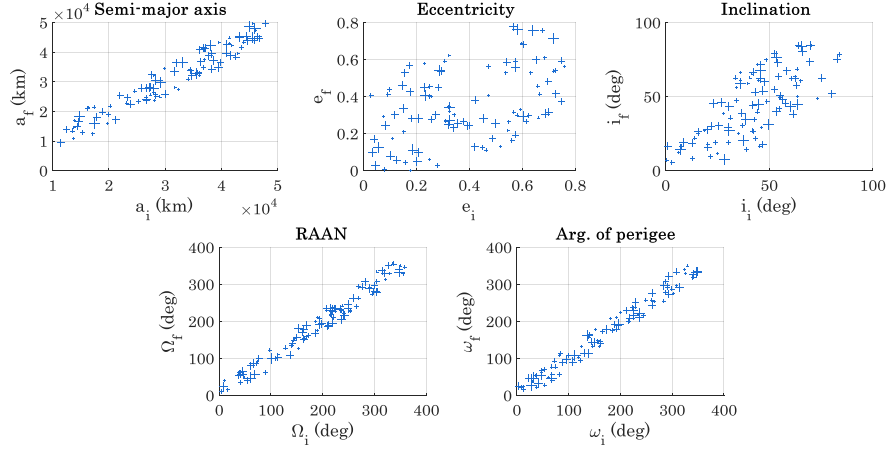 ×10⁴ Semi-major axis
5
4
3
2
1
0
a_f (km)
1 2 3 4 5
a_i (km) ×10⁴
Eccentricity
0.8
0.6
0.4
0.2
0
e_f
0 0.2 0.4 0.6 0.8
e_i
Inclination
100
50
0
i_f (deg)
0 50 100
i_i (deg)
RAAN
400
300
200
100
0
Ω_f (deg)
0 100 200 300 400
Ω_i (deg)
Arg. of perigee
400
300
200
100
0
ω_f (deg)
0 100 200 300 400
ω_i (deg)